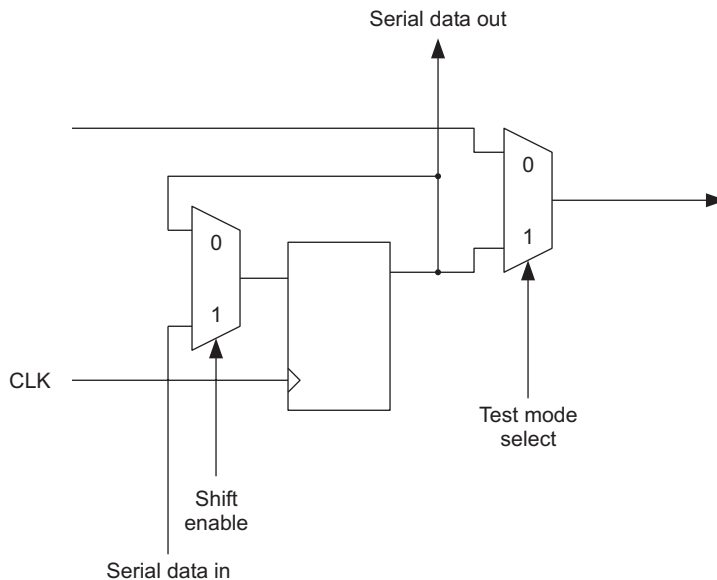 Serial data out
0
0
1
1
CLK
Test mode
select
Shift
enable
Serial data in